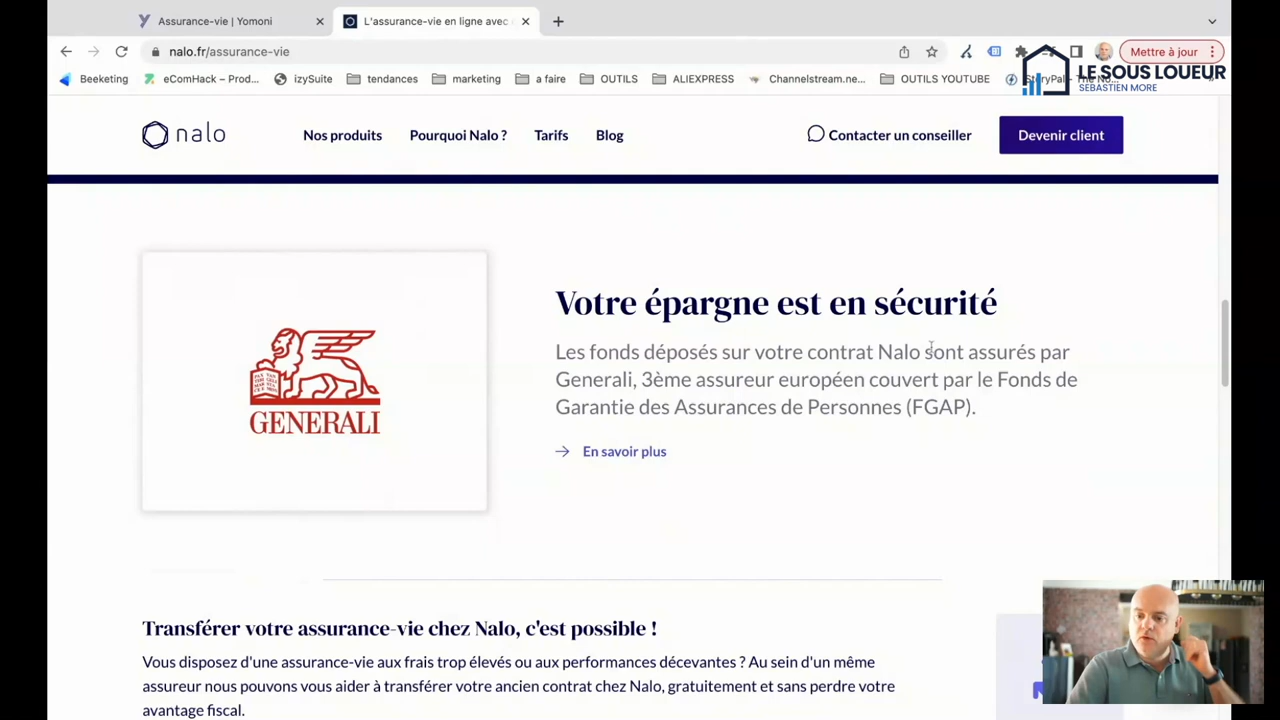 Assurance-vie | Yomoni
L'assurance-vie en ligne avec
nalo.fr/assurance-vie
Mettre à jour
Beeketing
eComHack – Prod...
izySuite
tendances
marketing
a faire
OUTILS
ALIEXPRESS
Channelstream.ne...
OUTILS YOUTUBE
LE SOUS LOUEUR
SEBASTIEN MORE
nalo
Nos produits
Pourquoi Nalo ?
Tarifs
Blog
Contacter un conseiller
Devenir client
GENERALI
Votre épargne est en sécurité
Les fonds déposés sur votre contrat Nalo sont assurés par
Generali, 3ème assureur européen couvert par le Fonds de
Garantie des Assurances de Personnes (FGAP).
En savoir plus
Transférer votre assurance-vie chez Nalo, c'est possible !
Vous disposez d'une assurance-vie aux frais trop élevés ou aux performances décevantes ? Au sein d'un même
assureur nous pouvons vous aider à transférer votre ancien contrat chez Nalo, gratuitement et sans perdre votre
avantage fiscal.